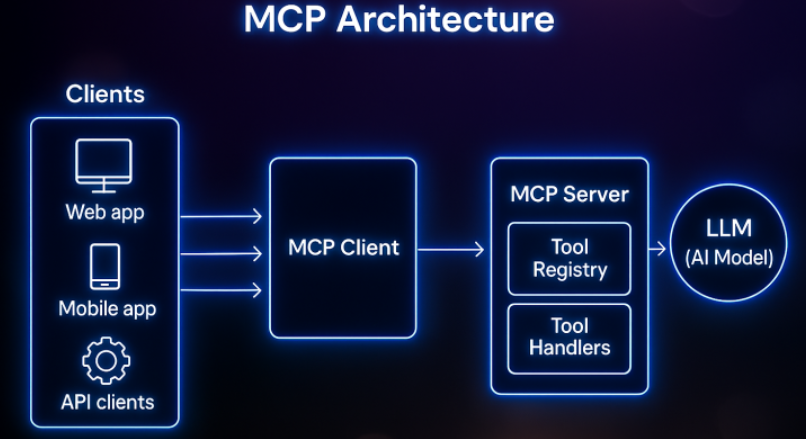 MCP Architecture
Clients
Web app
Mobile app
API clients
MCP Client
MCP Server
Tool
Registry
Tool
Handlers
LLM
(AI Model)